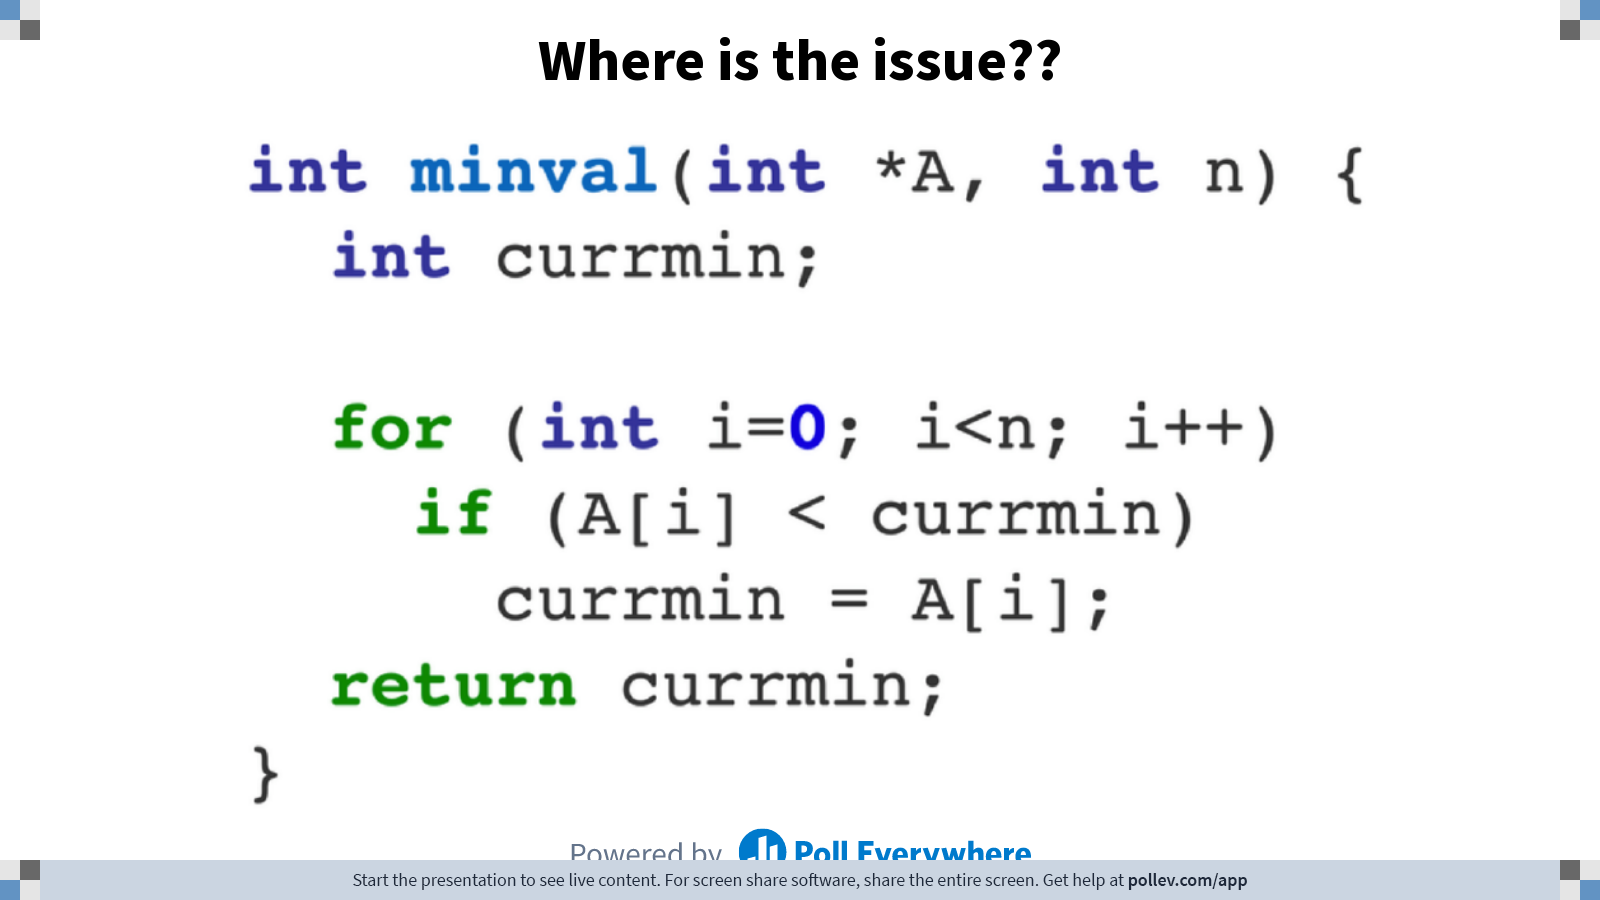 Where is the issue??
int minval(int *A, int n) {
int currmin;
for (int i=0; i<n; i++)
if (A[i] < currmin)
currmin = A[i];
return currmin;
}
Powered by Poll Everywhere
Start the presentation to see live content. For screen share software, share the entire screen. Get help at pollev.com/app